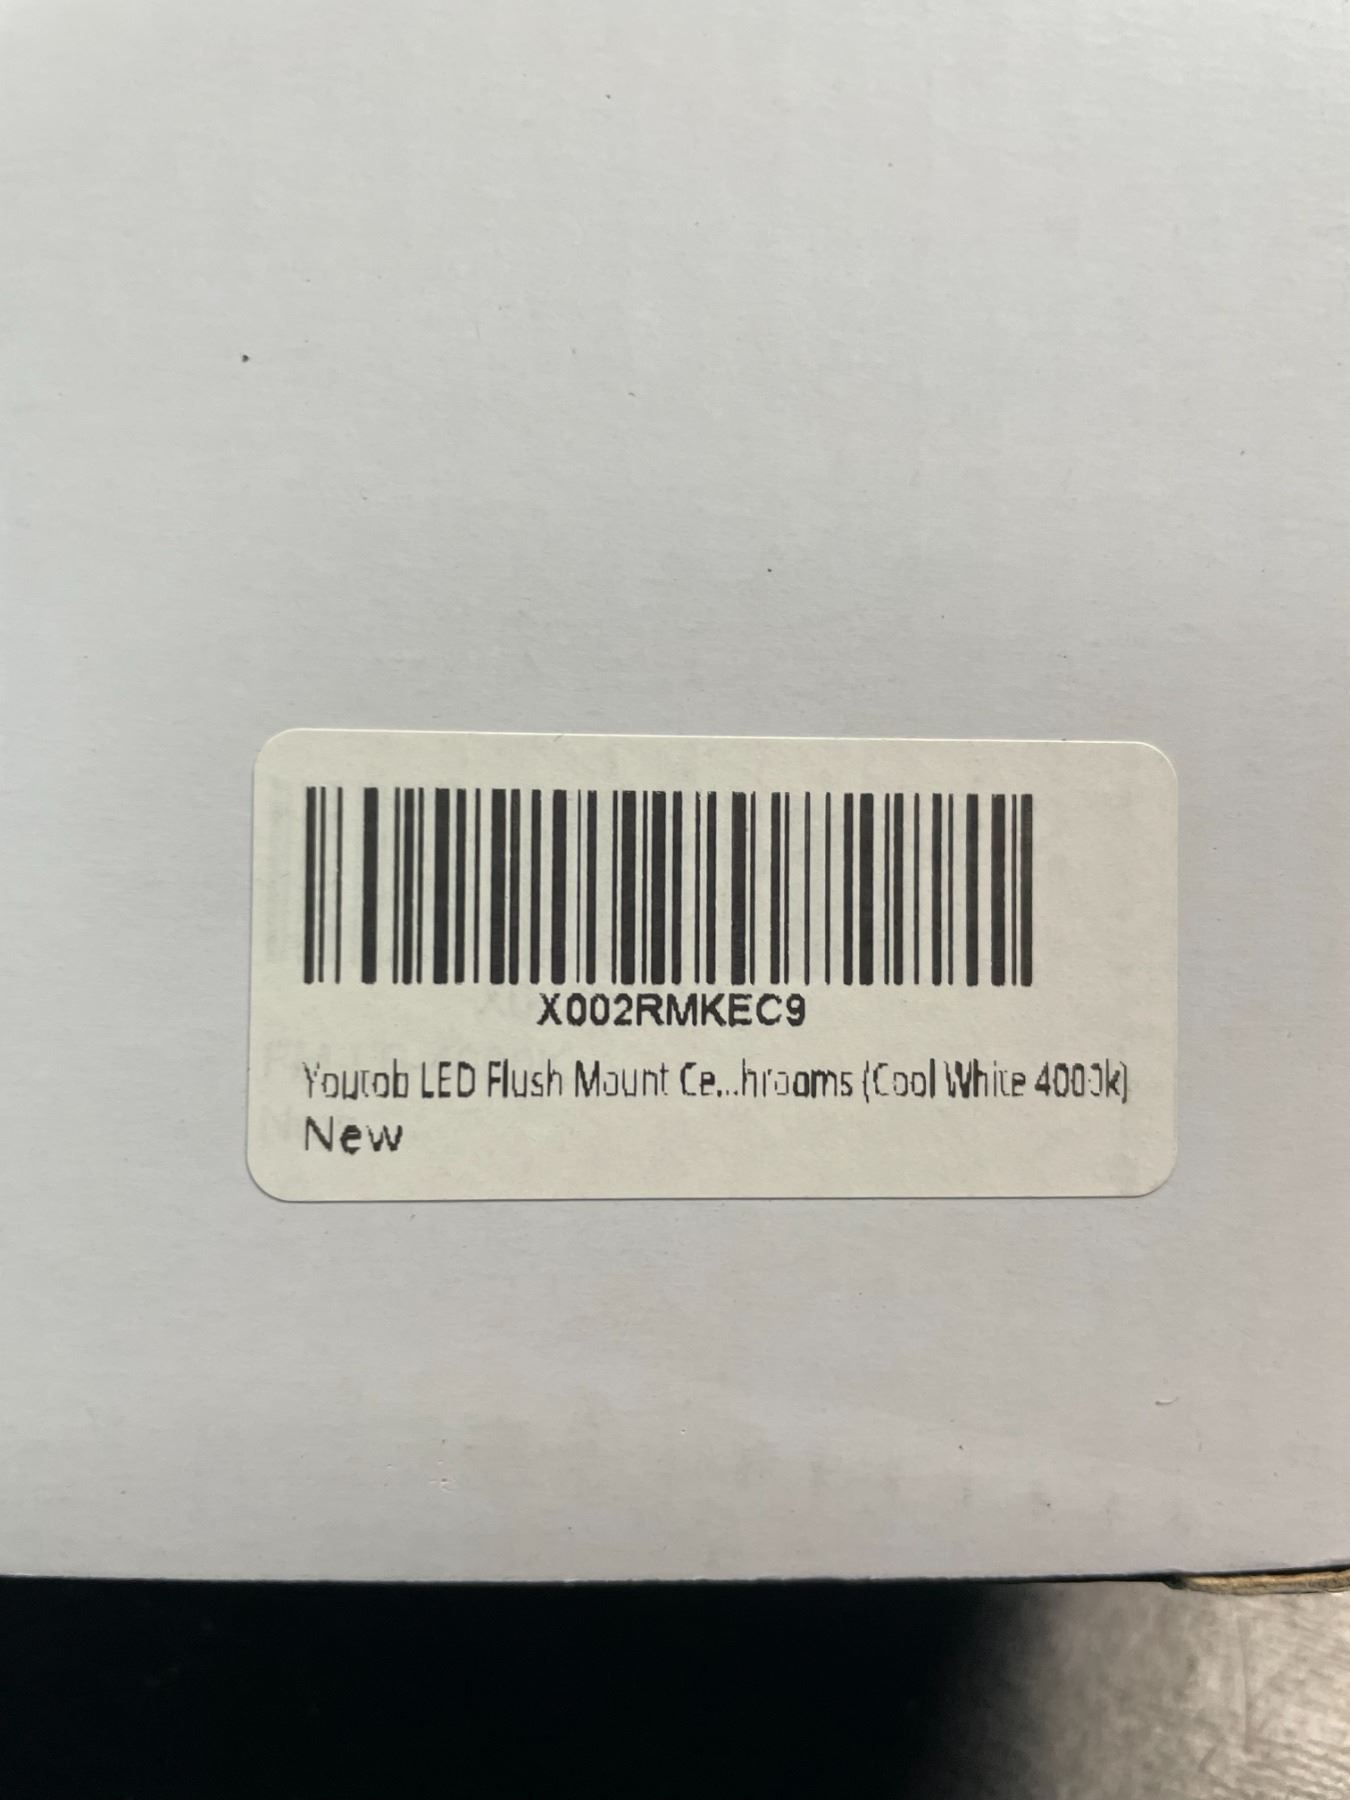 X002RMKEC9
Youtob LED Flush Mount Ce...hrooms (Cool White 4000k)
New